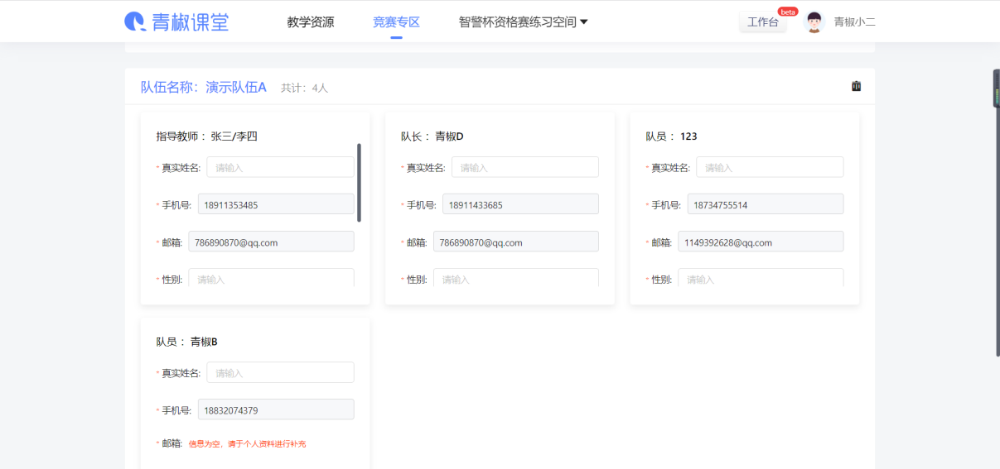 青椒课堂 教学资源 竞赛专区 智警杯资格赛练习空间 工作台 beta 青椒小二
队伍名称：演示队伍A 共计：4人
指导教师： 张三/李四
* 真实姓名: 请输入
* 手机号: 18911353485
* 邮箱: 786890870@qq.com
* 性别: 请输入
队长： 青椒D
* 真实姓名: 请输入
* 手机号: 18911433685
* 邮箱: 786890870@qq.com
* 性别: 请输入
队员： 123
* 真实姓名: 请输入
* 手机号: 18734755514
* 邮箱: 1149392628@qq.com
* 性别: 请输入
队员： 青椒B
* 真实姓名: 请输入
* 手机号: 18832074379
* 邮箱: 信息为空，请于个人资料进行补充